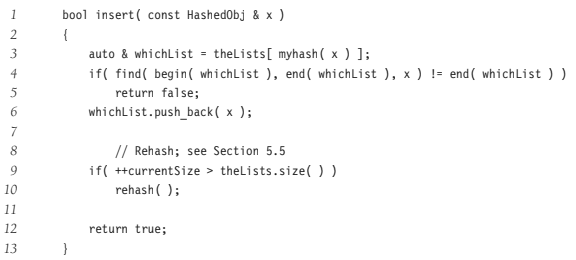 1 bool insert( const HashedObj & x )
2 {
3 auto & whichList = theLists[ myhash( x ) ];
4 if( find( begin( whichList ), end( whichList ), x ) != end( whichList ) )
5 return false;
6 whichList.push_back( x );
7
8 // Rehash; see Section 5.5
9 if( ++currentSize > theLists.size( ) )
10 rehash( );
11
12 return true;
13 }